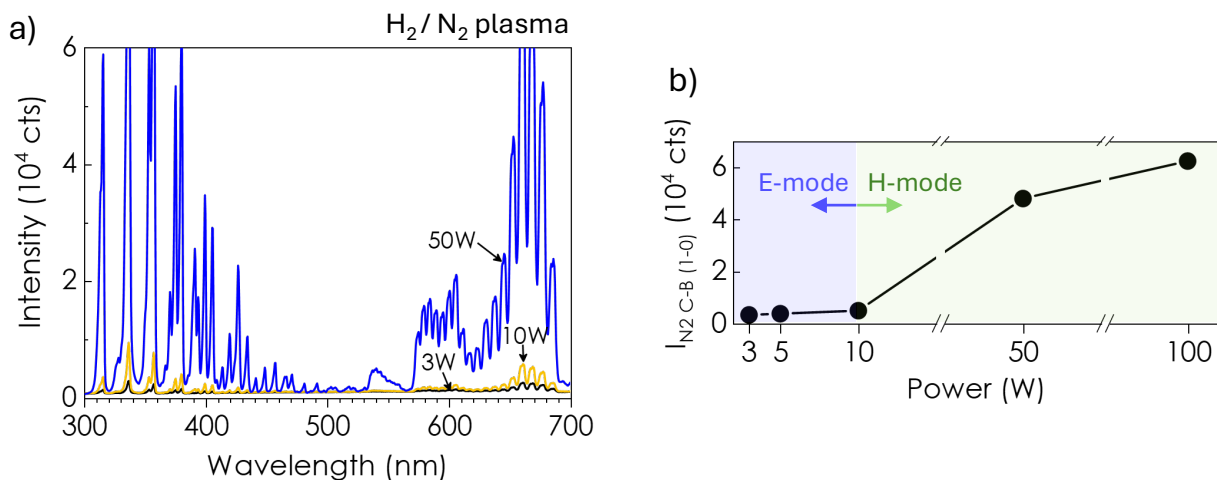 a)
H₂ / N₂ plasma
Intensity (10⁴ cts)
6
4
2
0
50W
10W
3W
300
400
500
600
700
Wavelength (nm)
b)
I N2 C-B (1-0) (10⁴ cts)
6
4
2
0
E-mode
H-mode
3
5
10
50
100
Power (W)